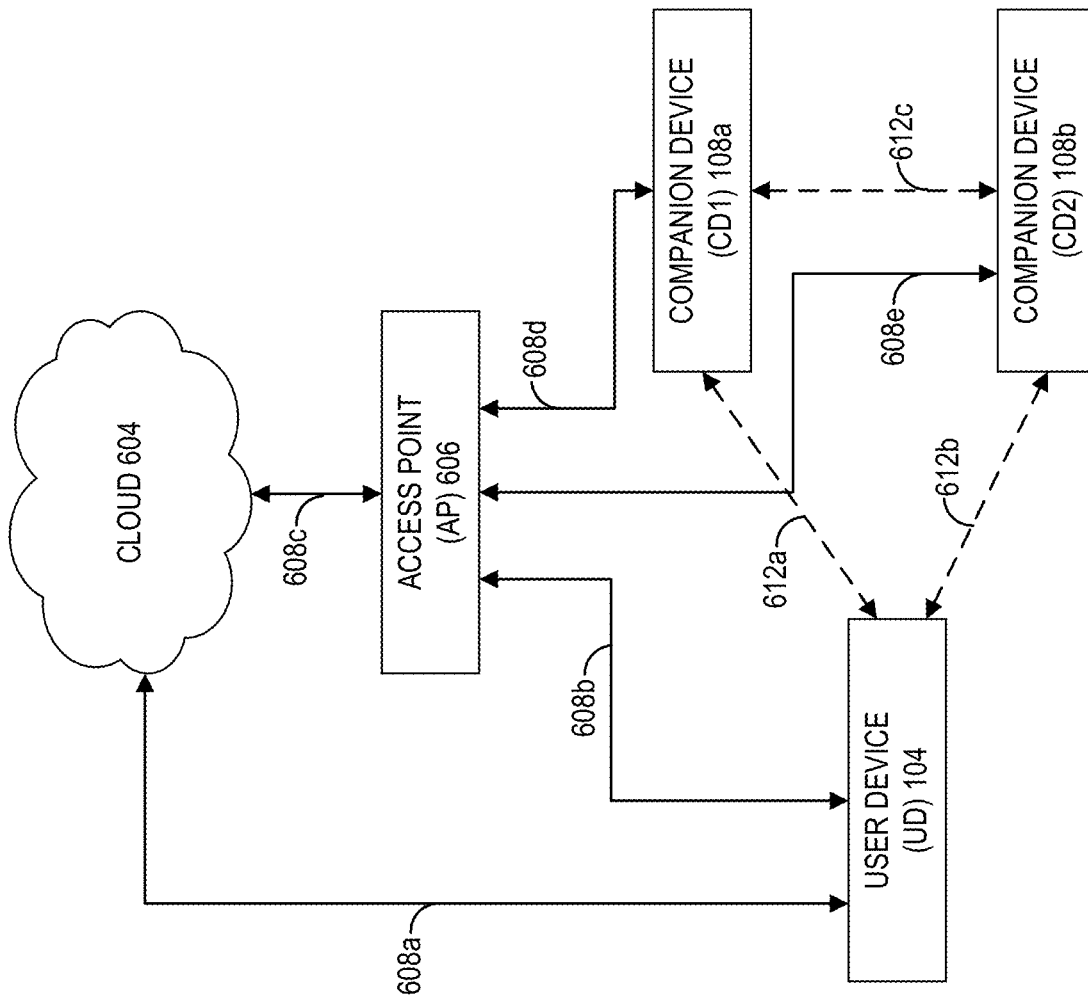 CLOUD 604
608c
608a
ACCESS POINT
(AP) 606
608b
608d
USER DEVICE
(UD) 104
612a
COMPANION DEVICE
(CD1) 108a
608e
612c
612b
COMPANION DEVICE
(CD2) 108b